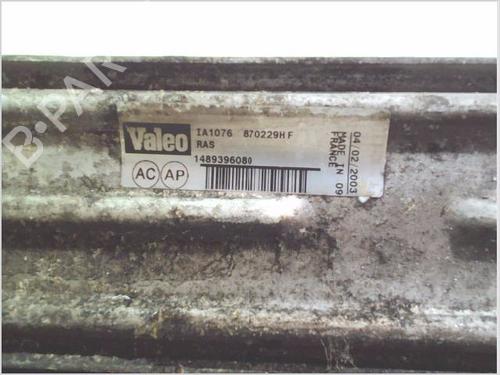 B-PAR
Valeo
IA1076 870229H F
RAS
1489396080
AC AP
04/02/2003
MADE IN 09
FRANCE